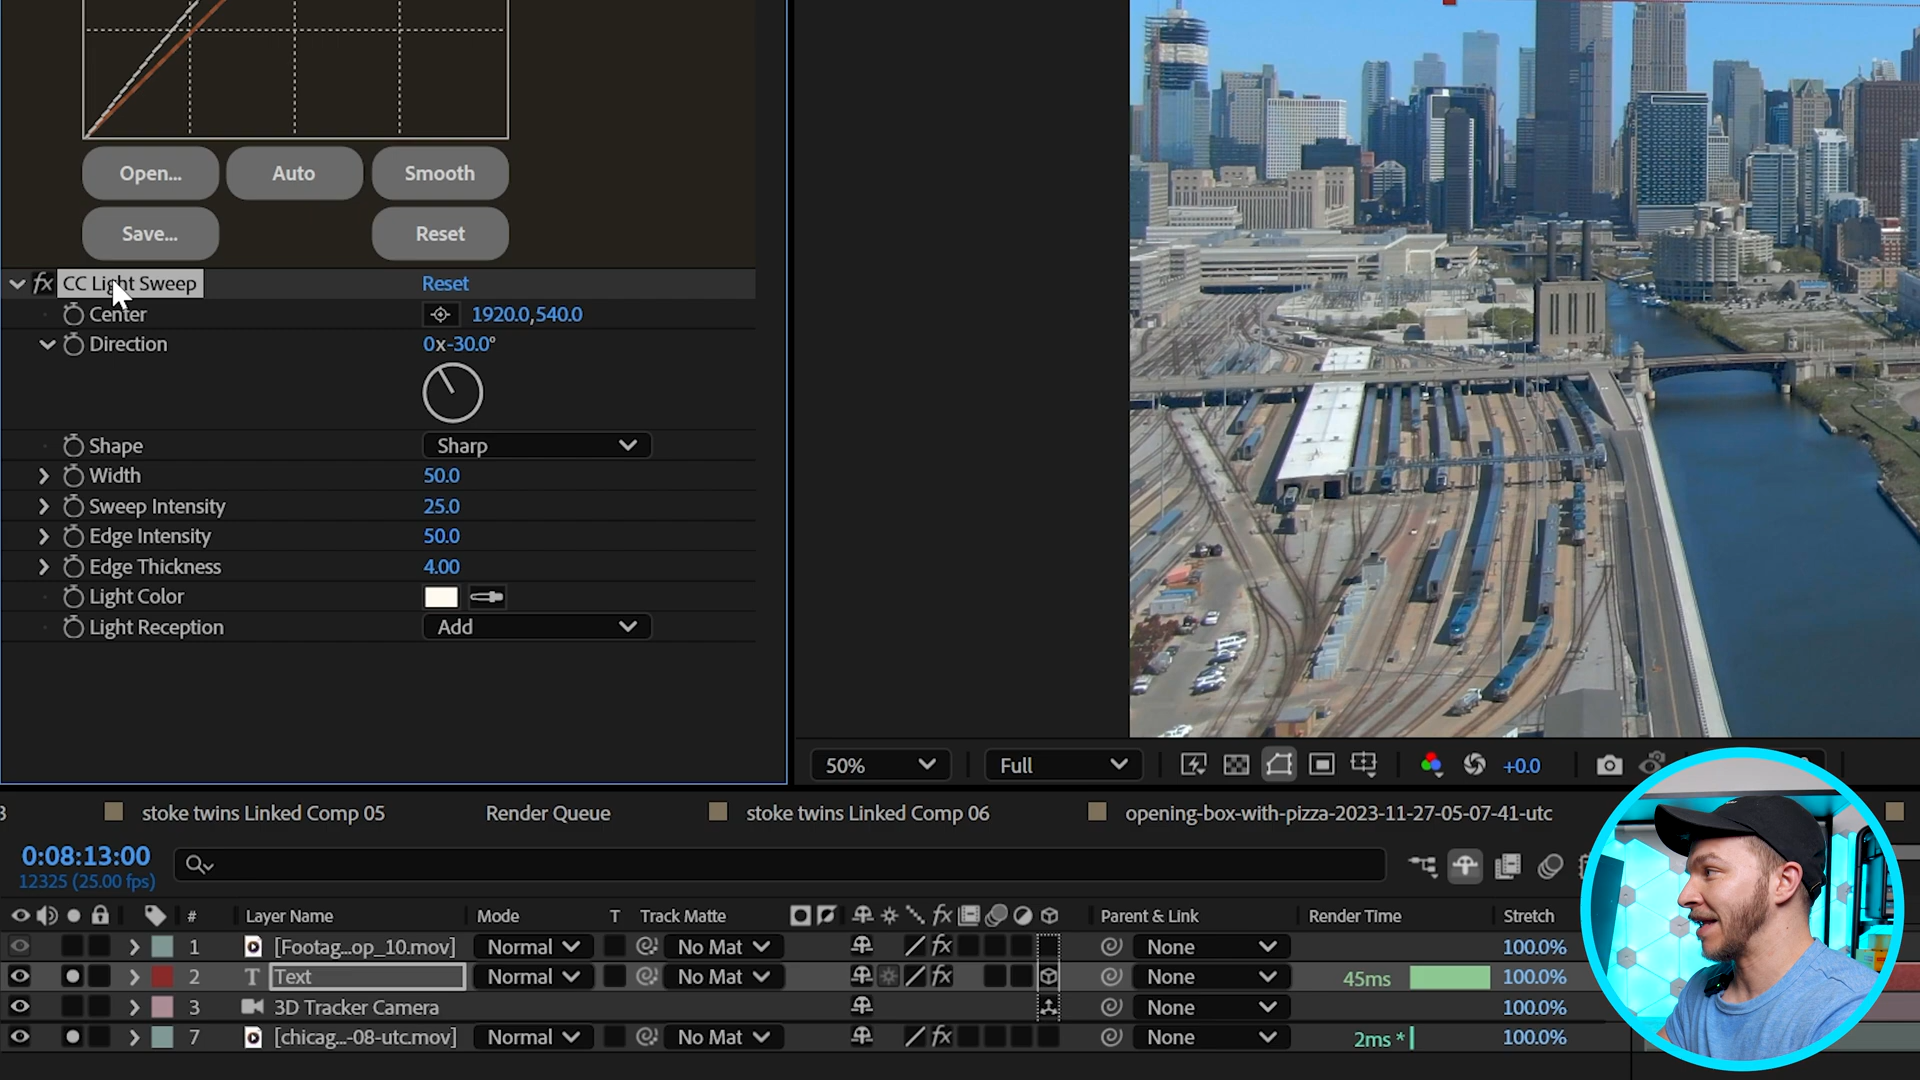 Open... Auto Smooth
Save... Reset
fx CC Light Sweep Reset
Center 1920.0,540.0
Direction 0x-30.0°
Shape Sharp
Width 50.0
Sweep Intensity 25.0
Edge Intensity 50.0
Edge Thickness 4.00
Light Color
Light Reception Add
50% Full +0.0
3 stoke twins Linked Comp 05 Render Queue stoke twins Linked Comp 06 opening-box-with-pizza-2023-11-27-05-07-41-utc
0:08:13:00
12325 (25.00 fps)
# Layer Name Mode T Track Matte fx Parent & Link Render Time Stretch
1 [Footag...op_10.mov] Normal No Mat fx None 100.0%
2 T Text Normal No Mat fx None 45ms 100.0%
3 3D Tracker Camera None 100.0%
7 [chicag...-08-utc.mov] Normal No Mat fx None 2ms * 100.0%